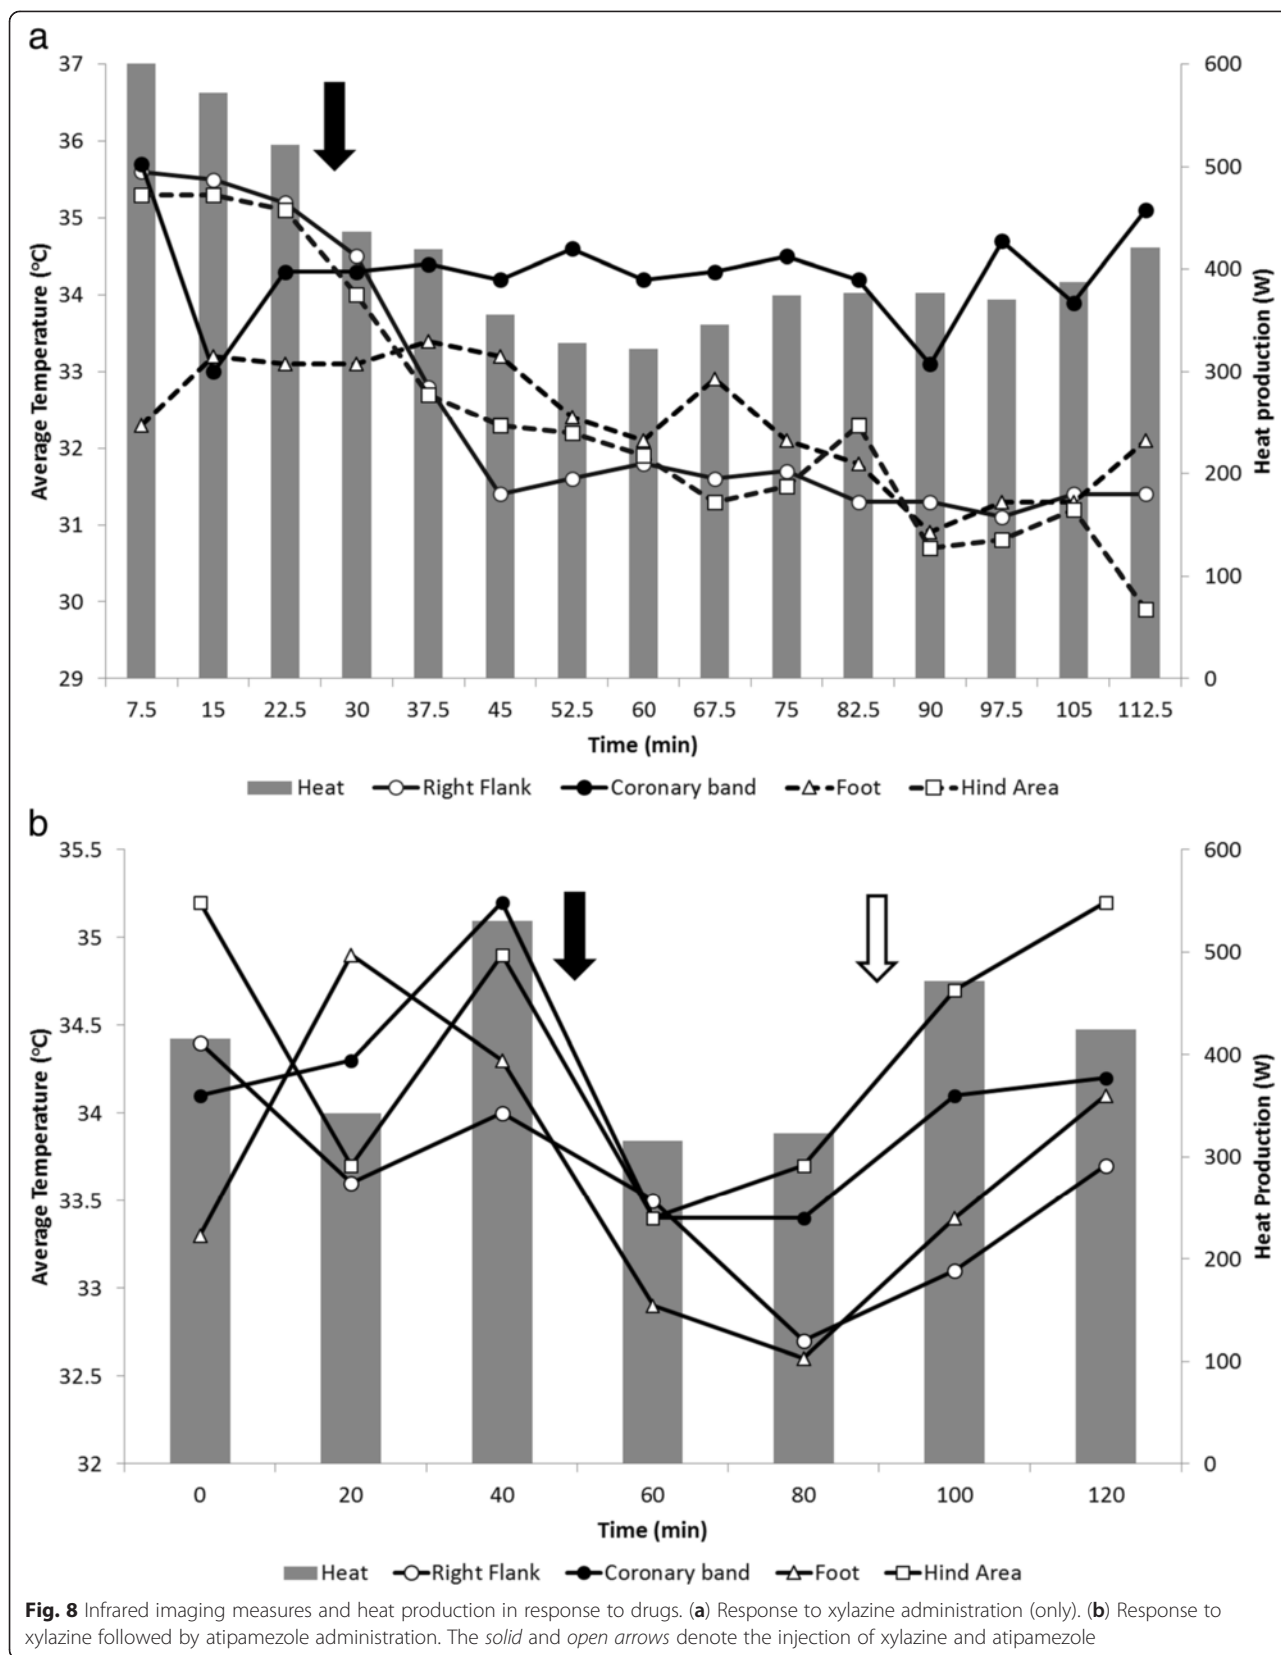 a
37
36
35
34
33
32
31
30
29
Average Temperature (°C)
600
500
400
300
200
100
0
Heat production (W)
7.5 15 22.5 30 37.5 45 52.5 60 67.5 75 82.5 90 97.5 105 112.5
Time (min)
Heat Right Flank Coronary band Foot Hind Area
b
35.5
35
34.5
34
33.5
33
32.5
32
Average Temperature (°C)
600
500
400
300
200
100
0
Heat Production (W)
0 20 40 60 80 100 120
Time (min)
Heat Right Flank Coronary band Foot Hind Area
Fig. 8 Infrared imaging measures and heat production in response to drugs. (a) Response to xylazine administration (only). (b) Response to
xylazine followed by atipamezole administration. The solid and open arrows denote the injection of xylazine and atipamezole